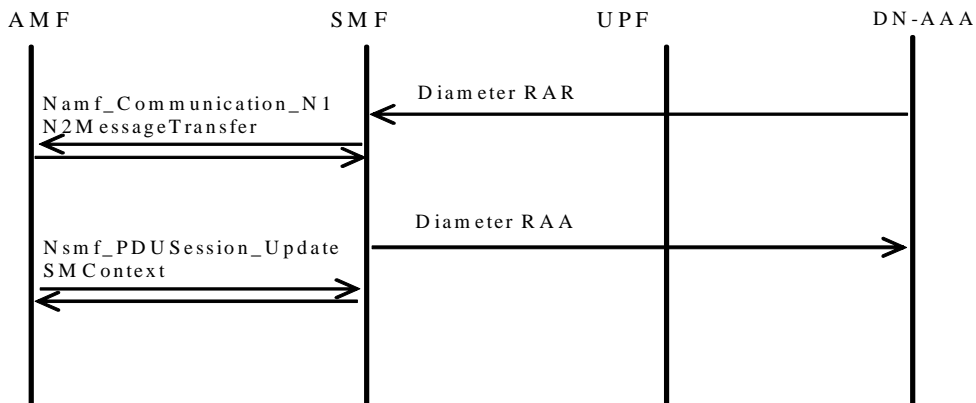 AMF
SMF
UPF
DN-AAA
Diameter RAR
Namf_Communication_N1
N2MessageTransfer
Diameter RAA
Nsmf_PDUSession_Update
SMContext